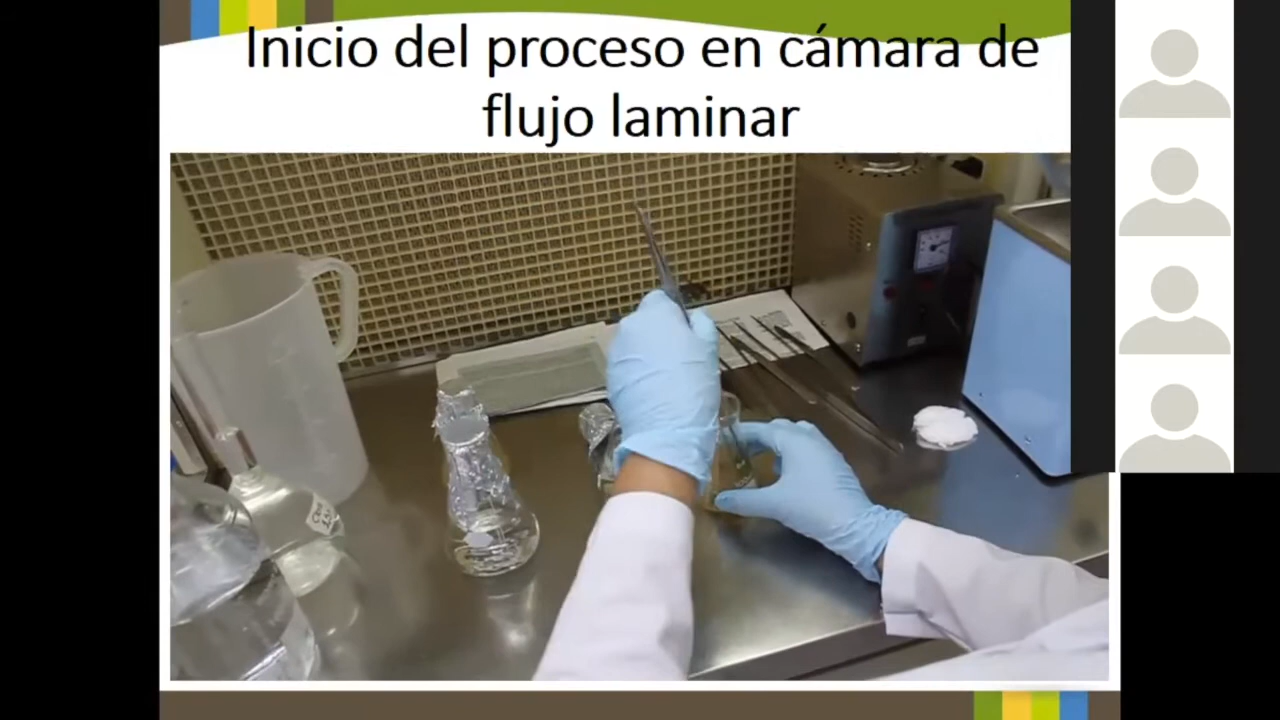 Inicio del proceso en cámara de
flujo laminar